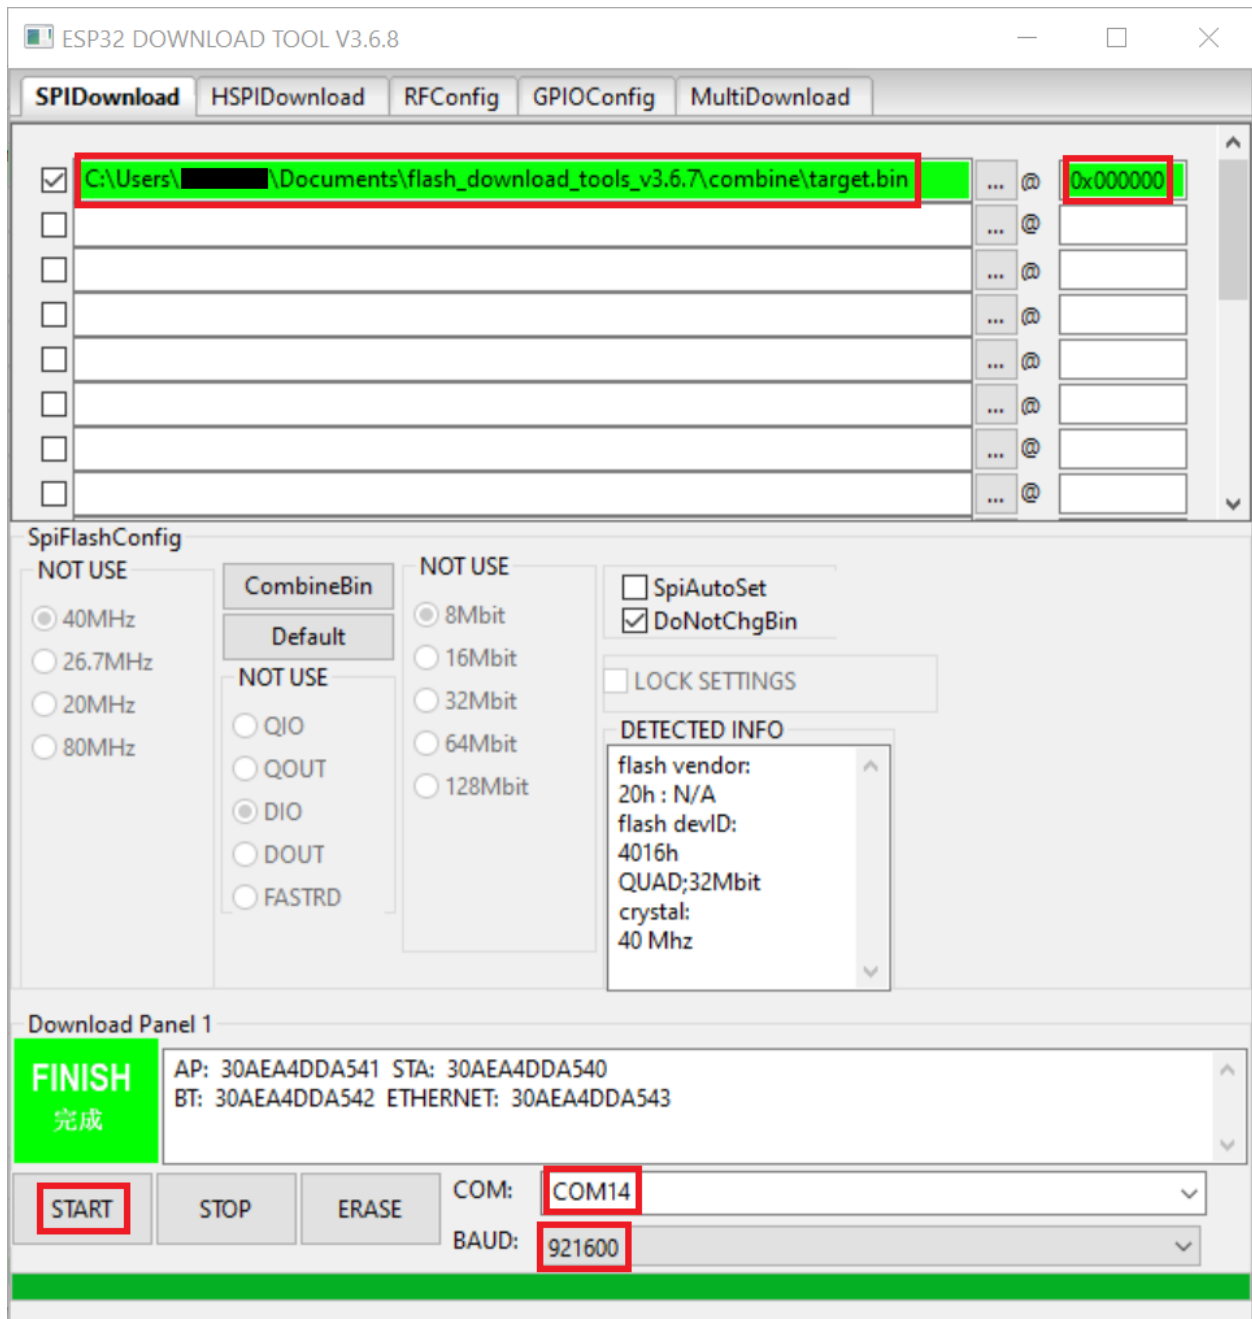 ESP32 DOWNLOAD TOOL V3.6.8
SPIDownload HSPIDownload RFConfig GPIOConfig MultiDownload
C:\Users\ \Documents\flash_download_tools_v3.6.7\combine\target.bin ... @ 0x000000
... @
... @
... @
... @
... @
... @
... @
SpiFlashConfig
NOT USE
40MHz
26.7MHz
20MHz
80MHz
CombineBin
Default
NOT USE
QIO
QOUT
DIO
DOUT
FASTRD
NOT USE
8Mbit
16Mbit
32Mbit
64Mbit
128Mbit
SpiAutoSet
DoNotChgBin
LOCK SETTINGS
DETECTED INFO
flash vendor:
20h : N/A
flash devID:
4016h
QUAD;32Mbit
crystal:
40 Mhz
Download Panel 1
FINISH
完成
AP: 30AEA4DDA541 STA: 30AEA4DDA540
BT: 30AEA4DDA542 ETHERNET: 30AEA4DDA543
START STOP ERASE
COM: COM14
BAUD: 921600